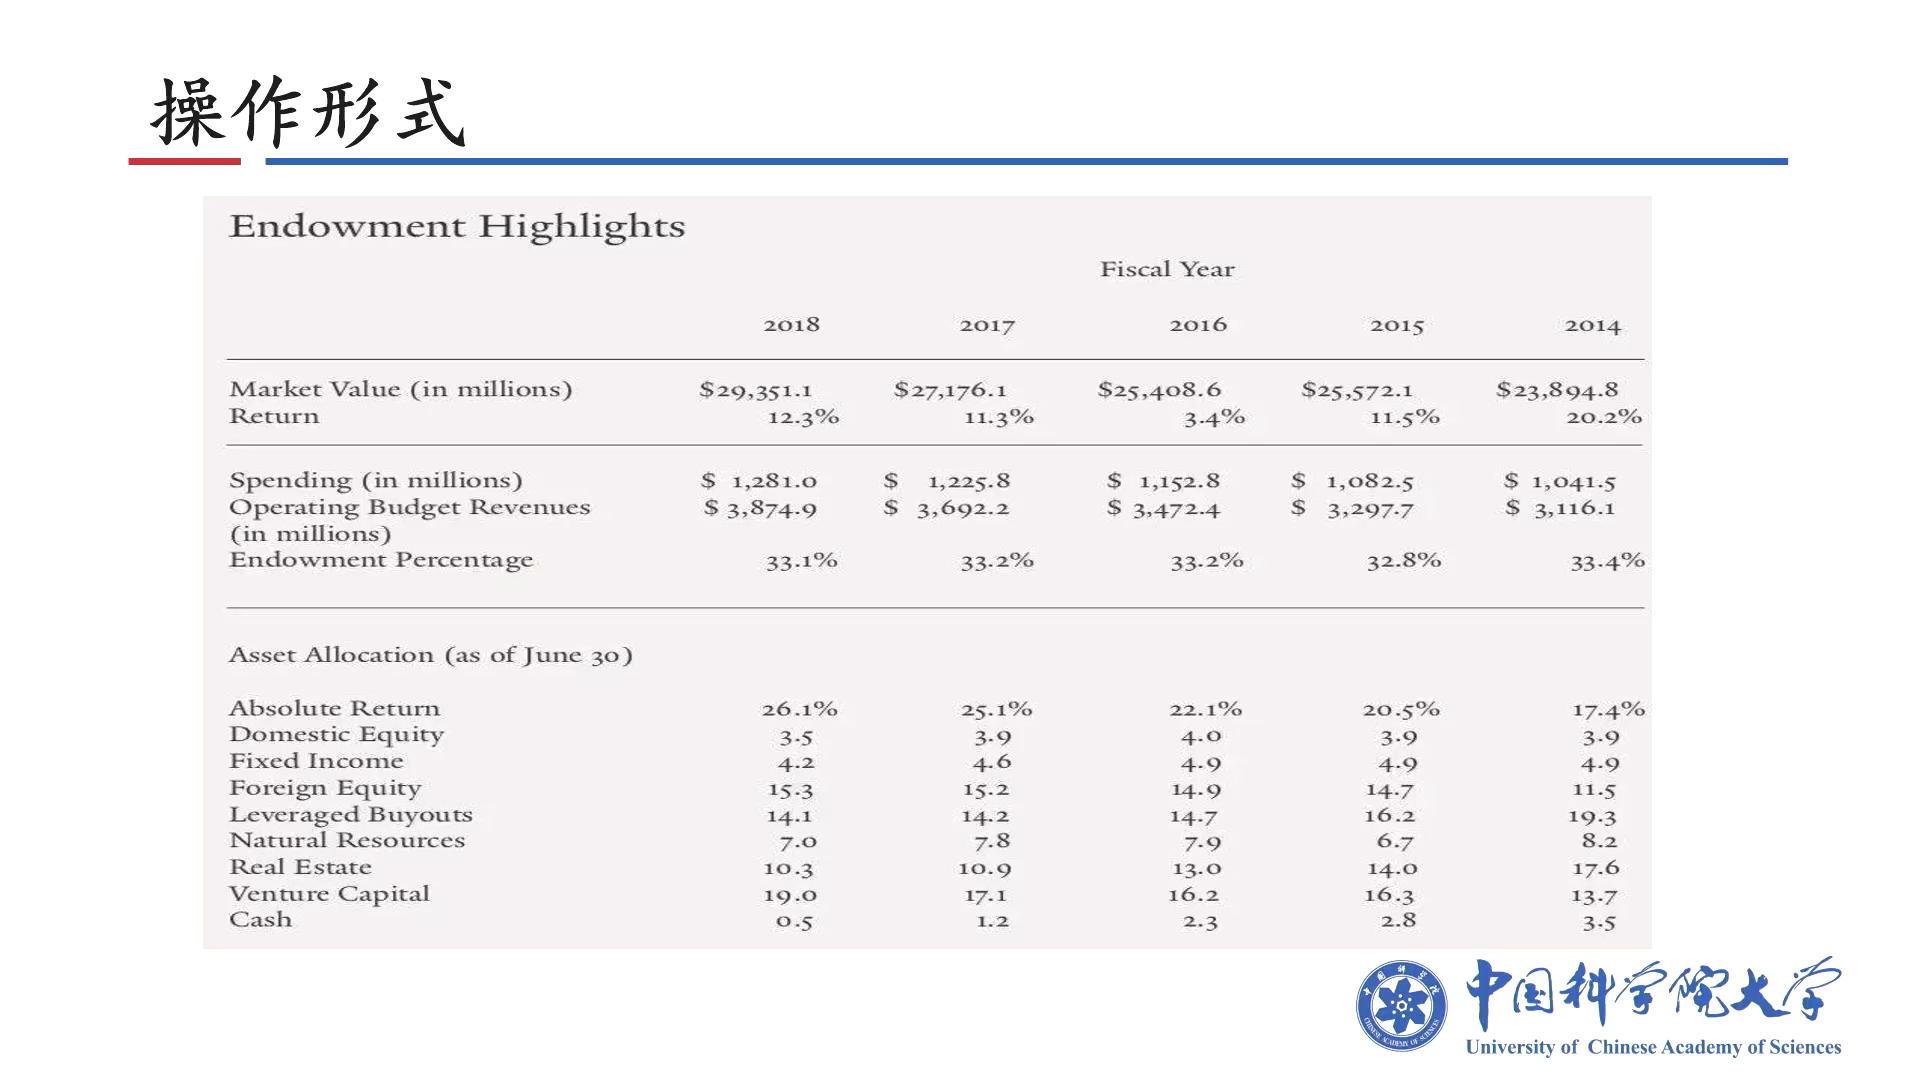 操作形式
Endowment Highlights
Fiscal Year
2018 2017 2016 2015 2014
Market Value (in millions) $29,351.1 $27,176.1 $25,408.6 $25,572.1 $23,894.8
Return 12.3% 11.3% 3.4% 11.5% 20.2%
Spending (in millions) $ 1,281.0 $ 1,225.8 $ 1,152.8 $ 1,082.5 $ 1,041.5
Operating Budget Revenues $ 3,874.9 $ 3,692.2 $ 3,472.4 $ 3,297.7 $ 3,116.1
(in millions)
Endowment Percentage 33.1% 33.2% 33.2% 32.8% 33.4%
Asset Allocation (as of June 30)
Absolute Return 26.1% 25.1% 22.1% 20.5% 17.4%
Domestic Equity 3.5 3.9 4.0 3.9 3.9
Fixed Income 4.2 4.6 4.9 4.9 4.9
Foreign Equity 15.3 15.2 14.9 14.7 11.5
Leveraged Buyouts 14.1 14.2 14.7 16.2 19.3
Natural Resources 7.0 7.8 7.9 6.7 8.2
Real Estate 10.3 10.9 13.0 14.0 17.6
Venture Capital 19.0 17.1 16.2 16.3 13.7
Cash 0.5 1.2 2.3 2.8 3.5
中国科学院
CHINESE ACADEMY OF SCIENCES
中国科学院大学
University of Chinese Academy of Sciences